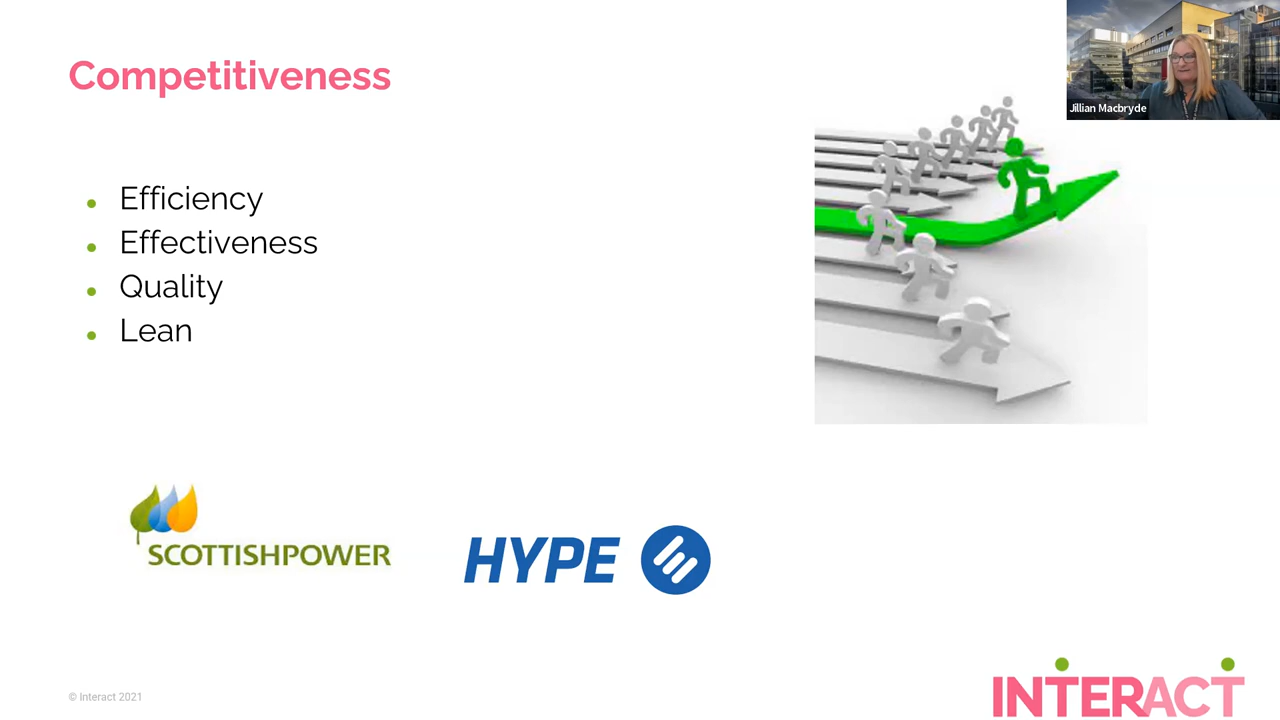 Competitiveness
Jillian Macbryde
Efficiency
Effectiveness
Quality
Lean
SCOTTISHPOWER
HYPE
© Interact 2021
INTERACT